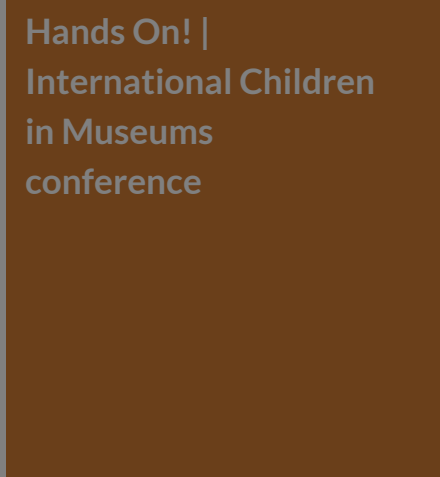 Hands On! |
International Children
in Museums
conference